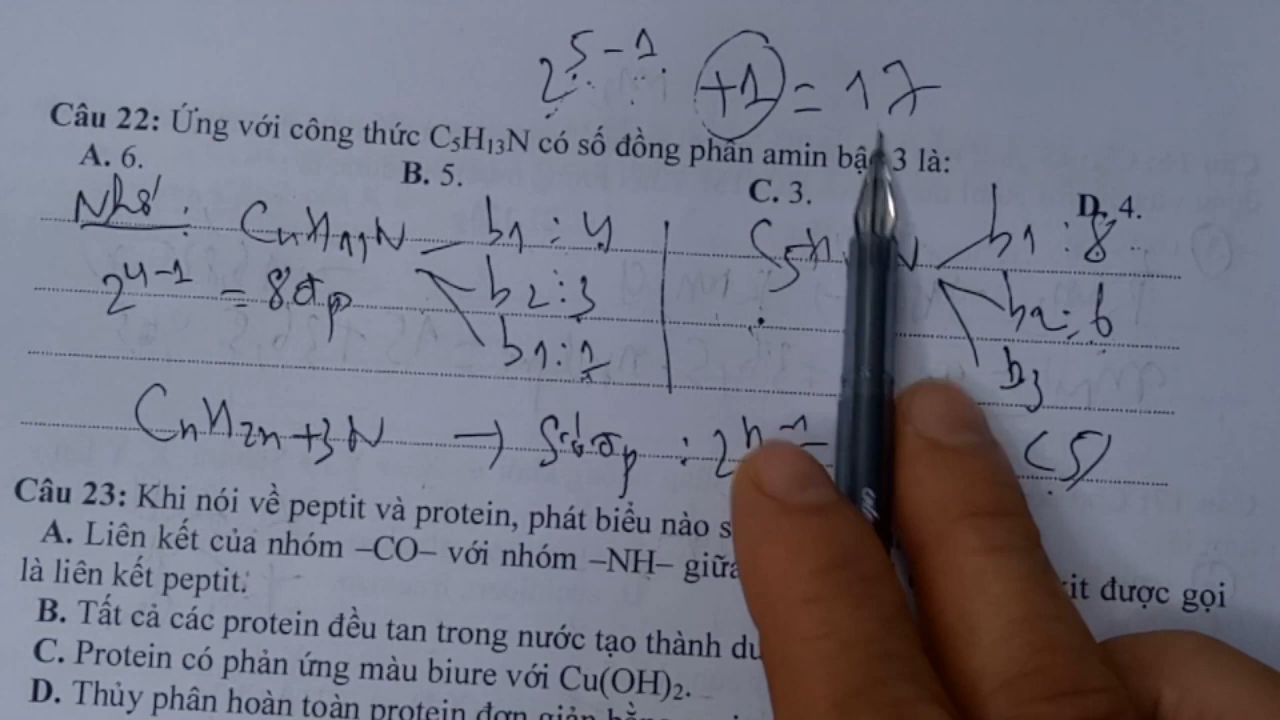 2^5-1 +1 = 17
Câu 22: Ứng với công thức C₅H₁₃N có số đồng phân amin bậc 3 là:
A. 6. B. 5. C. 3. D. 4.
Nhớ: C₄H₁₁N b1 : 4 C₅H N b1 : 8
2^4-1 = 8 đp b2 : 3 b2 : 6
b1 : 1 b3
CnH2n+3N → Số đp : 2^n-1 (5)
Câu 23: Khi nói về peptit và protein, phát biểu nào s
A. Liên kết của nhóm –CO– với nhóm –NH– giữa it được gọi
là liên kết peptit.
B. Tất cả các protein đều tan trong nước tạo thành du
C. Protein có phản ứng màu biure với Cu(OH)₂.
D. Thủy phân hoàn toàn protein đơn giản bằng